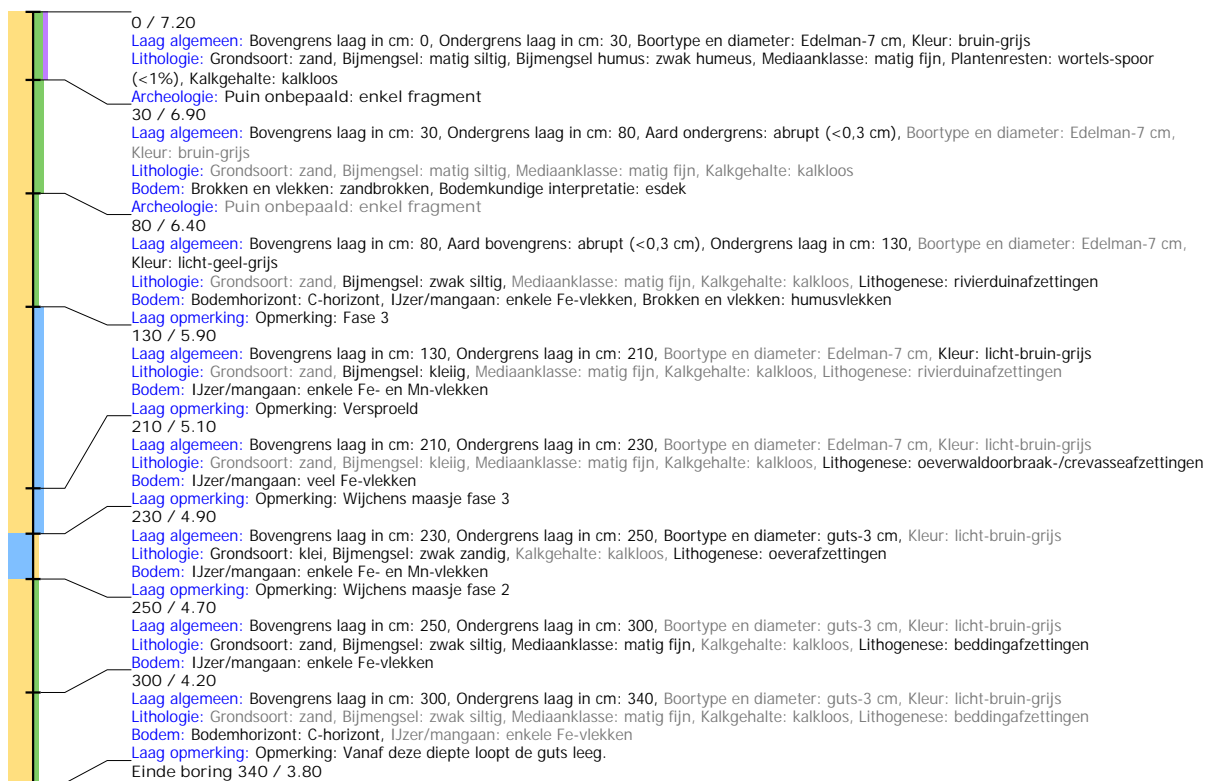 0 / 7.20
Laag algemeen: Bovengrens laag in cm: 0, Ondergrens laag in cm: 30, Boortype en diameter: Edelman-7 cm, Kleur: bruin-grijs
Lithologie: Grondsoort: zand, Bijmengsel: matig siltig, Bijmengsel humus: zwak humeus, Mediaanklasse: matig fijn, Plantenresten: wortels-spoor
(<1%), Kalkgehalte: kalkloos
Archeologie: Puin onbepaald: enkel fragment
30 / 6.90
Laag algemeen: Bovengrens laag in cm: 30, Ondergrens laag in cm: 80, Aard ondergrens: abrupt (<0,3 cm), Boortype en diameter: Edelman-7 cm,
Kleur: bruin-grijs
Lithologie: Grondsoort: zand, Bijmengsel: matig siltig, Mediaanklasse: matig fijn, Kalkgehalte: kalkloos
Bodem: Brokken en vlekken: zandbrokken, Bodemkundige interpretatie: esdek
Archeologie: Puin onbepaald: enkel fragment
80 / 6.40
Laag algemeen: Bovengrens laag in cm: 80, Aard bovengrens: abrupt (<0,3 cm), Ondergrens laag in cm: 130, Boortype en diameter: Edelman-7 cm,
Kleur: licht-geel-grijs
Lithologie: Grondsoort: zand, Bijmengsel: zwak siltig, Mediaanklasse: matig fijn, Kalkgehalte: kalkloos, Lithogenese: rivierduinafzettingen
Bodem: Bodemhorizont: C-horizont, IJzer/mangaan: enkele Fe-vlekken, Brokken en vlekken: humusvlekken
Laag opmerking: Opmerking: Fase 3
130 / 5.90
Laag algemeen: Bovengrens laag in cm: 130, Ondergrens laag in cm: 210, Boortype en diameter: Edelman-7 cm, Kleur: licht-bruin-grijs
Lithologie: Grondsoort: zand, Bijmengsel: kleiig, Mediaanklasse: matig fijn, Kalkgehalte: kalkloos, Lithogenese: rivierduinafzettingen
Bodem: IJzer/mangaan: enkele Fe- en Mn-vlekken
Laag opmerking: Opmerking: Versproeld
210 / 5.10
Laag algemeen: Bovengrens laag in cm: 210, Ondergrens laag in cm: 230, Boortype en diameter: Edelman-7 cm, Kleur: licht-bruin-grijs
Lithologie: Grondsoort: zand, Bijmengsel: kleiig, Mediaanklasse: matig fijn, Kalkgehalte: kalkloos, Lithogenese: oeverwaldoorbraak-/crevasseafzettingen
Bodem: IJzer/mangaan: veel Fe-vlekken
Laag opmerking: Opmerking: Wijchens maasje fase 3
230 / 4.90
Laag algemeen: Bovengrens laag in cm: 230, Ondergrens laag in cm: 250, Boortype en diameter: guts-3 cm, Kleur: licht-bruin-grijs
Lithologie: Grondsoort: klei, Bijmengsel: zwak zandig, Kalkgehalte: kalkloos, Lithogenese: oeverafzettingen
Bodem: IJzer/mangaan: enkele Fe- en Mn-vlekken
Laag opmerking: Opmerking: Wijchens maasje fase 2
250 / 4.70
Laag algemeen: Bovengrens laag in cm: 250, Ondergrens laag in cm: 300, Boortype en diameter: guts-3 cm, Kleur: licht-bruin-grijs
Lithologie: Grondsoort: zand, Bijmengsel: zwak siltig, Mediaanklasse: matig fijn, Kalkgehalte: kalkloos, Lithogenese: beddingafzettingen
Bodem: IJzer/mangaan: enkele Fe-vlekken
300 / 4.20
Laag algemeen: Bovengrens laag in cm: 300, Ondergrens laag in cm: 340, Boortype en diameter: guts-3 cm, Kleur: licht-bruin-grijs
Lithologie: Grondsoort: zand, Bijmengsel: zwak siltig, Mediaanklasse: matig fijn, Kalkgehalte: kalkloos, Lithogenese: beddingafzettingen
Bodem: Bodemhorizont: C-horizont, IJzer/mangaan: enkele Fe-vlekken
Laag opmerking: Opmerking: Vanaf deze diepte loopt de guts leeg.
Einde boring 340 / 3.80